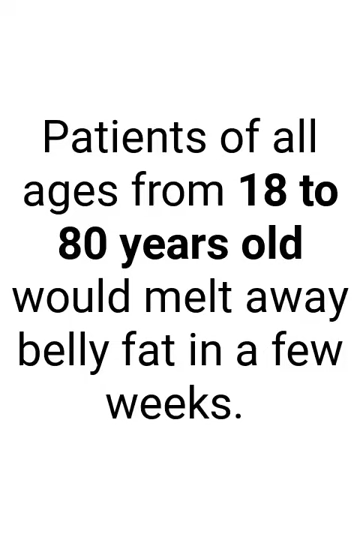 Patients of all
ages from 18 to
80 years old
would melt away
belly fat in a few
weeks.